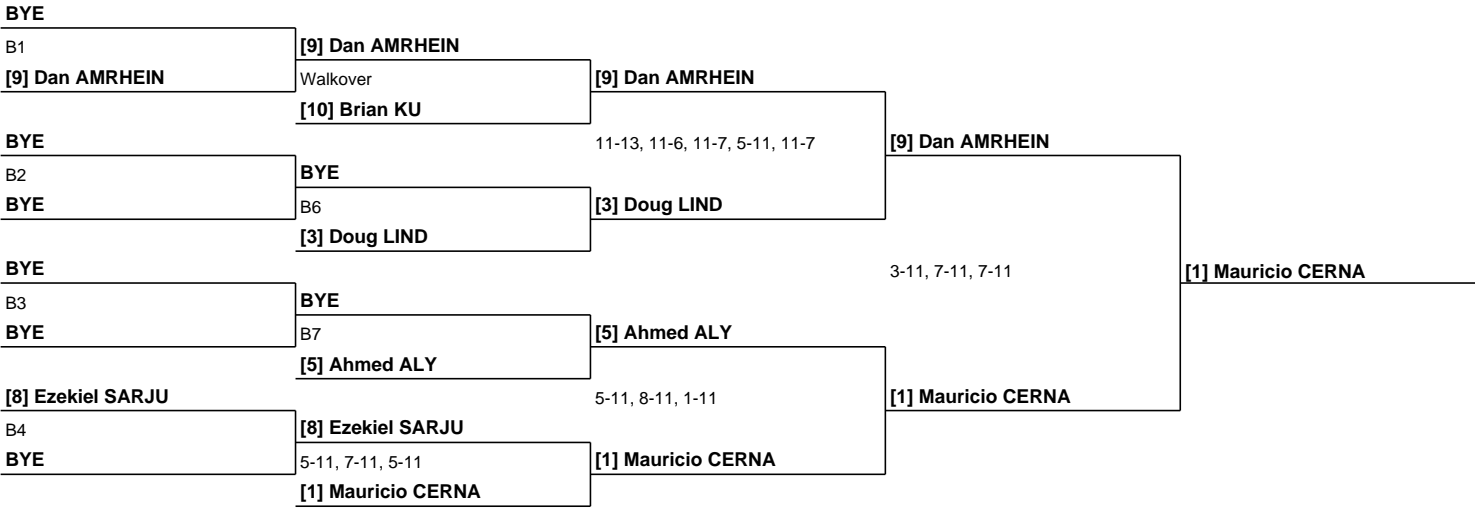 BYE
B1
[9] Dan AMRHEIN
[9] Dan AMRHEIN
Walkover
[9] Dan AMRHEIN
[10] Brian KU
BYE
11-13, 11-6, 11-7, 5-11, 11-7
[9] Dan AMRHEIN
B2
BYE
BYE
B6
[3] Doug LIND
[3] Doug LIND
BYE
3-11, 7-11, 7-11
[1] Mauricio CERNA
B3
BYE
BYE
B7
[5] Ahmed ALY
[5] Ahmed ALY
[8] Ezekiel SARJU
5-11, 8-11, 1-11
[1] Mauricio CERNA
B4
[8] Ezekiel SARJU
BYE
5-11, 7-11, 5-11
[1] Mauricio CERNA
[1] Mauricio CERNA